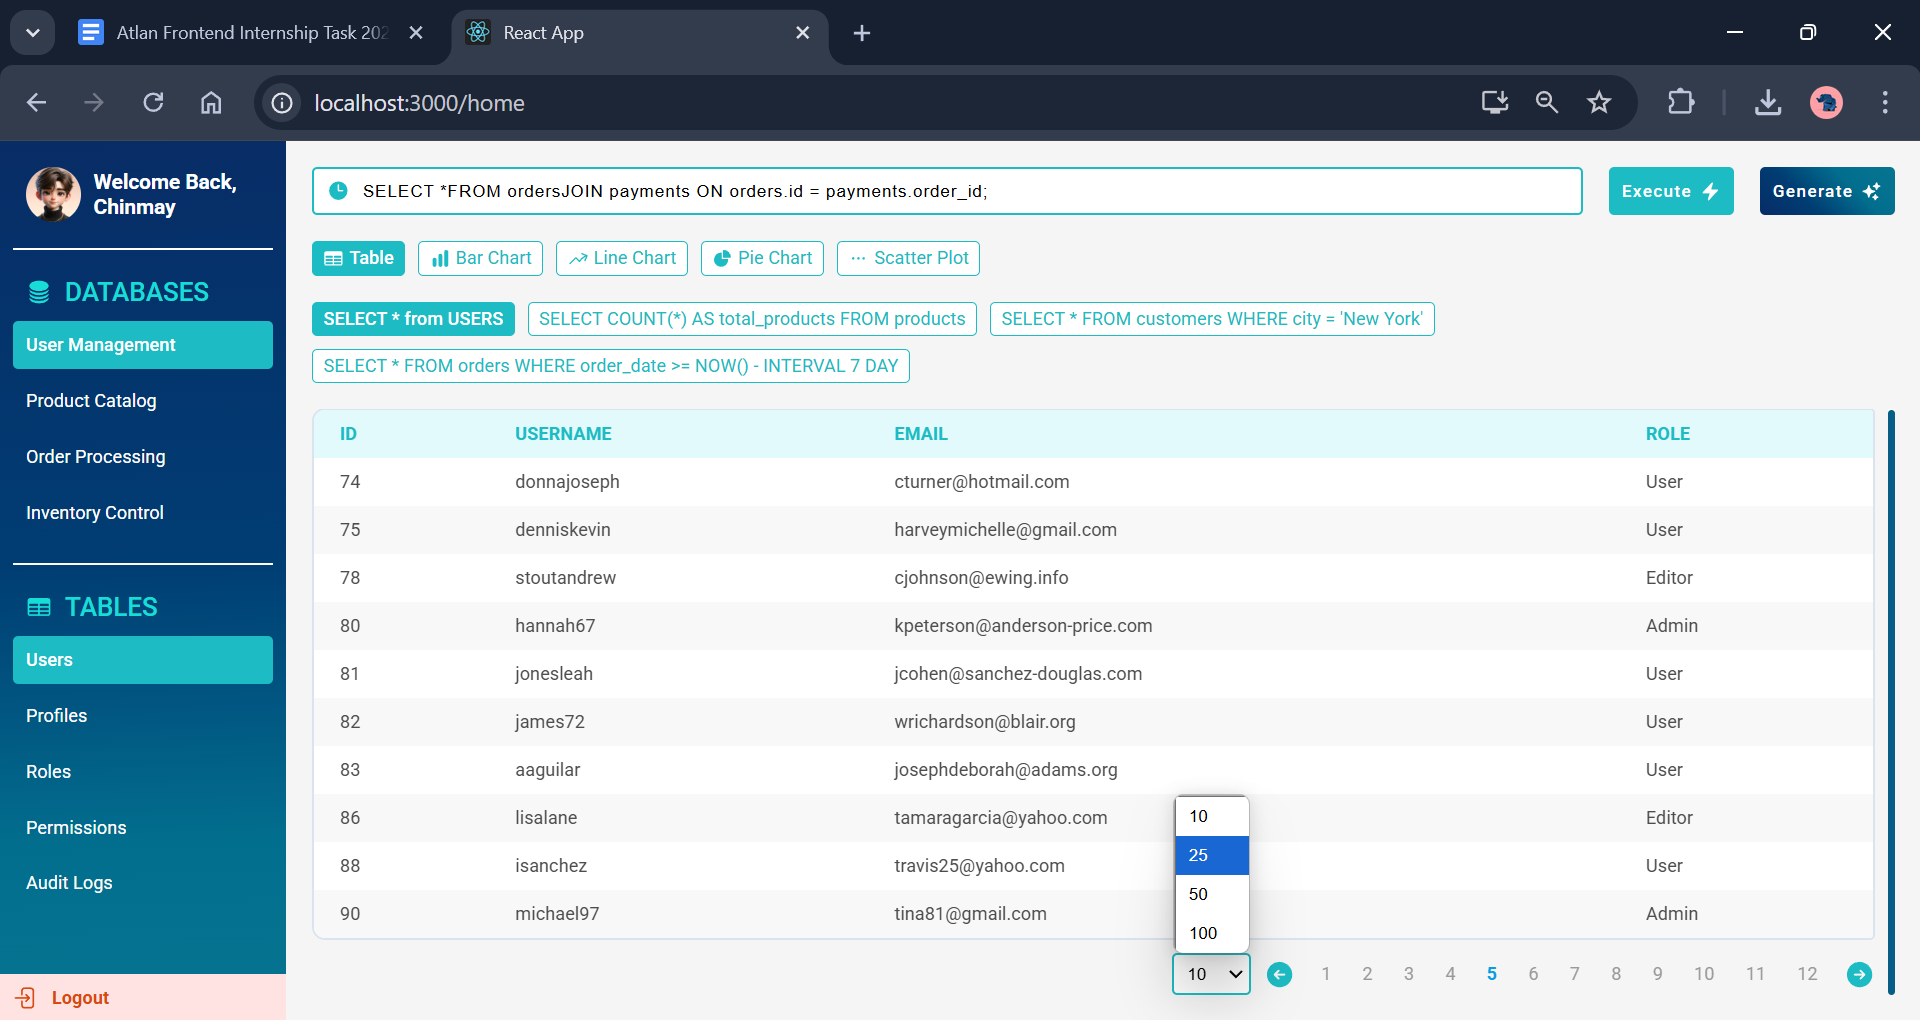 Atlan Frontend Internship Task 202
React App
localhost:3000/home
Welcome Back,
Chinmay
DATABASES
User Management
Product Catalog
Order Processing
Inventory Control
TABLES
Users
Profiles
Roles
Permissions
Audit Logs
Logout
SELECT *FROM ordersJOIN payments ON orders.id = payments.order_id;
Execute
Generate
Table
Bar Chart
Line Chart
Pie Chart
Scatter Plot
SELECT * from USERS
SELECT COUNT(*) AS total_products FROM products
SELECT * FROM customers WHERE city = 'New York'
SELECT * FROM orders WHERE order_date >= NOW() - INTERVAL 7 DAY
ID USERNAME EMAIL ROLE
74 donnajoseph cturner@hotmail.com User
75 denniskevin harveymichelle@gmail.com User
78 stoutandrew cjohnson@ewing.info Editor
80 hannah67 kpeterson@anderson-price.com Admin
81 jonesleah jcohen@sanchez-douglas.com User
82 james72 wrichardson@blair.org User
83 aaguilar josephdeborah@adams.org User
86 lisalane tamaragarcia@yahoo.com Editor
88 isanchez travis25@yahoo.com User
90 michael97 tina81@gmail.com Admin
10
25
50
100
10 1 2 3 4 5 6 7 8 9 10 11 12